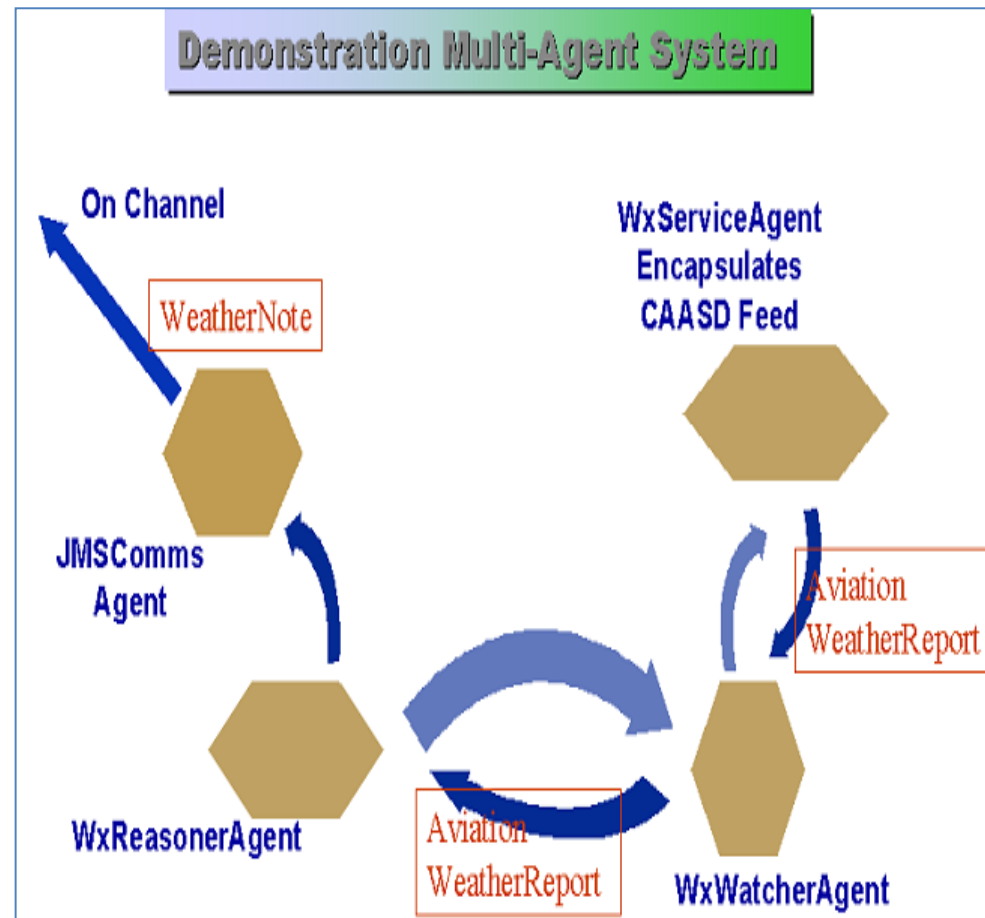 Demonstration Multi-Agent System
On Channel
WeatherNote
WxServiceAgent
Encapsulates
CAASD Feed
JMSComms
Agent
Aviation
WeatherReport
WxReasonerAgent
Aviation
WeatherReport
WxWatcherAgent